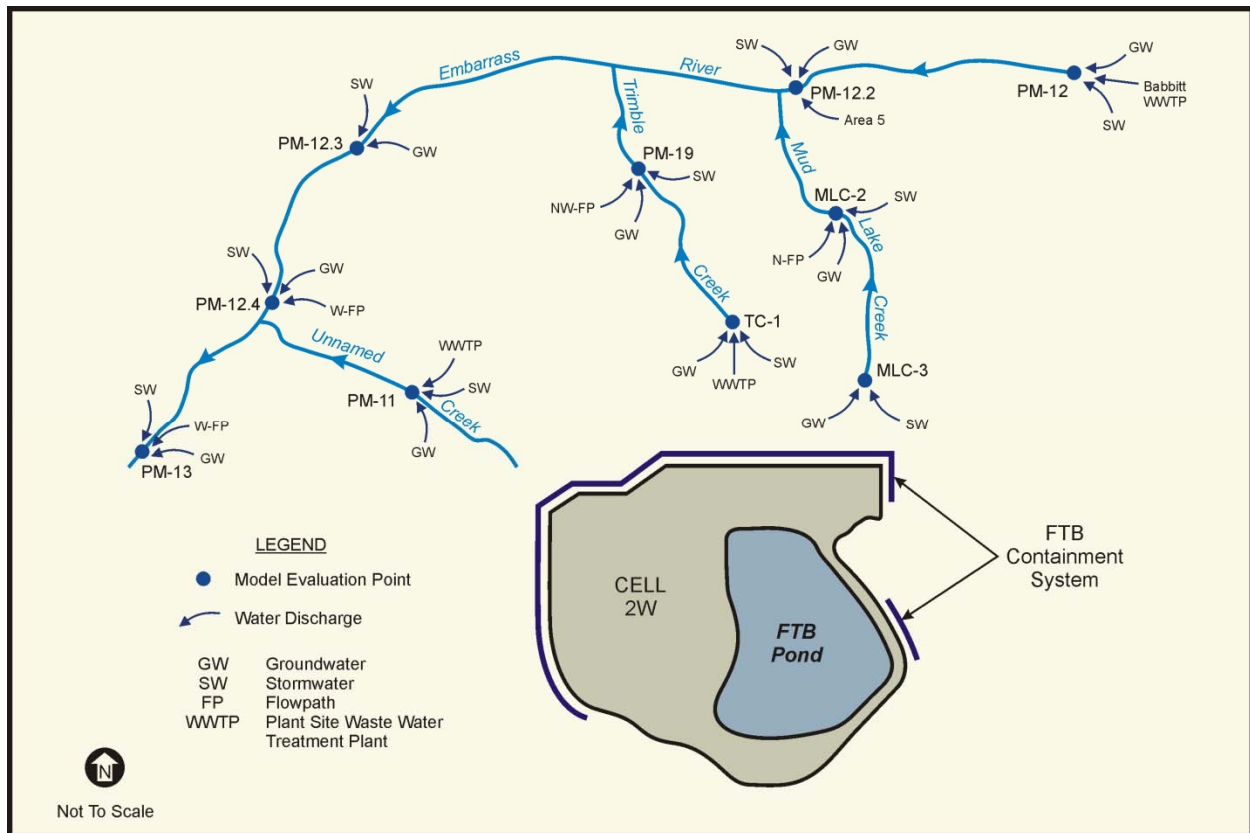 Embarrass
River
SW
GW
PM-12.2
Area 5
GW
PM-12
Babbitt
WWTP
SW
SW
PM-12.3
GW
Trimble
PM-19
SW
NW-FP
GW
Creek
TC-1
GW
WWTP
SW
Mud
MLC-2
SW
Lake
N-FP
GW
Creek
MLC-3
GW
SW
SW
GW
PM-12.4
W-FP
Unnamed
WWTP
SW
PM-11
Creek
GW
SW
W-FP
GW
PM-13
CELL
2W
FTB
Pond
FTB
Containment
System
LEGEND
Model Evaluation Point
Water Discharge
GW Groundwater
SW Stormwater
FP Flowpath
WWTP Plant Site Waste Water
Treatment Plant
N
Not To Scale